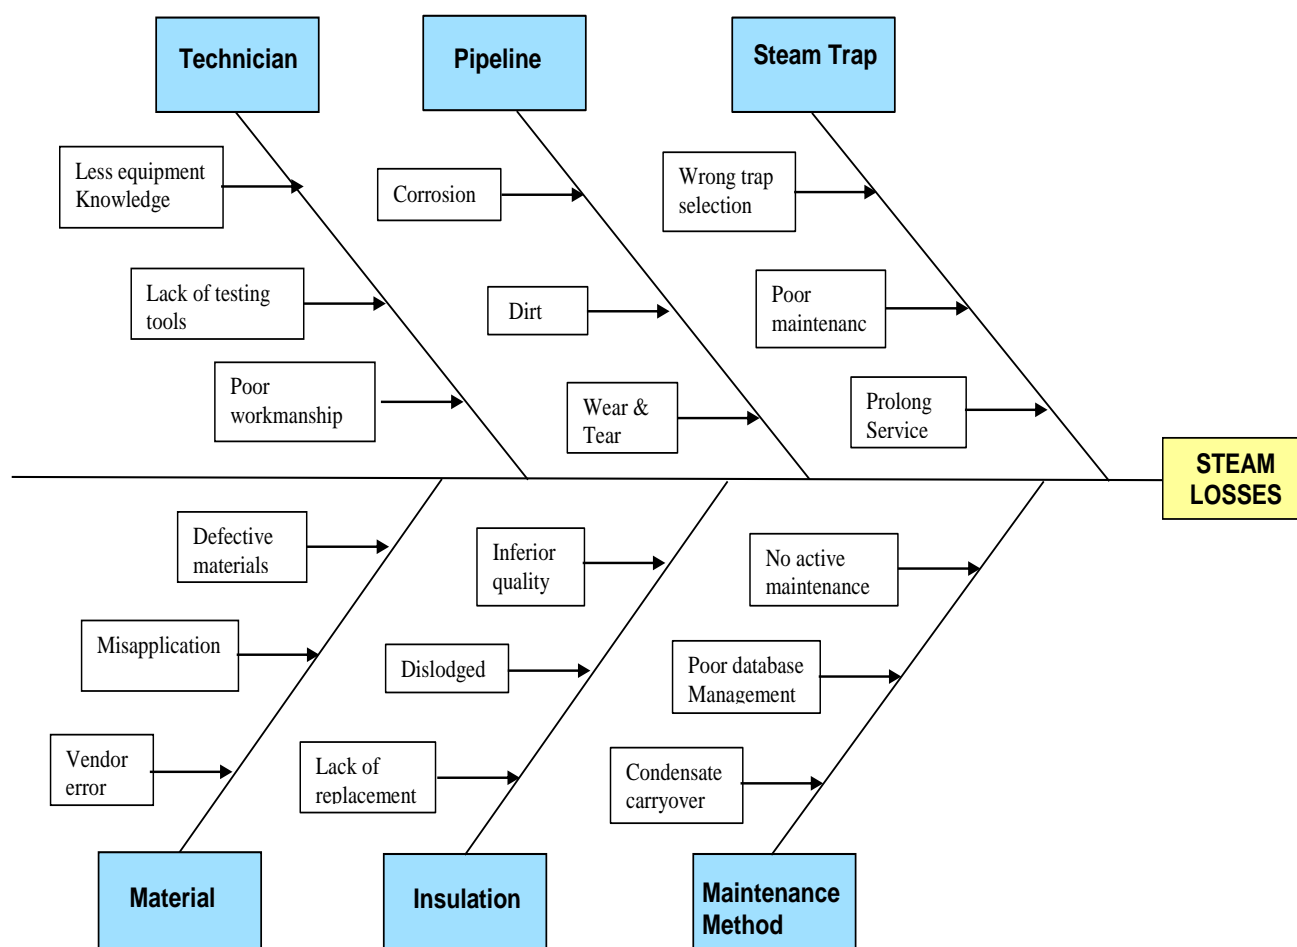 Technician
Pipeline
Steam Trap
Less equipment
Knowledge
Corrosion
Wrong trap
selection
Lack of testing
tools
Dirt
Poor
maintenanc
Poor
workmanship
Wear &
Tear
Prolong
Service
STEAM
LOSSES
Defective
materials
Inferior
quality
No active
maintenance
Misapplication
Dislodged
Poor database
Management
Vendor
error
Lack of
replacement
Condensate
carryover
Material
Insulation
Maintenance
Method